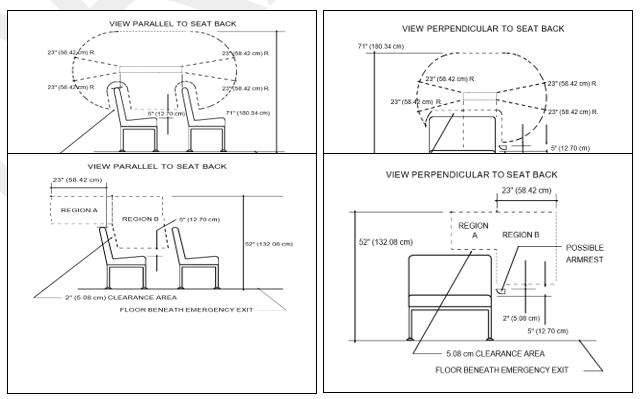 VIEW PARALLEL TO SEAT BACK
23" (58.42 cm) R.
23" (58.42 cm) R.
23" (58.42 cm) R.
23" (58.42 cm) R.
5" (12.70 cm)
71" (180.34 cm)
VIEW PERPENDICULAR TO SEAT BACK
71" (180.34 cm)
23" (58.42 cm) R.
23" (58.42 cm) R.
23" (58.42 cm) R.
23" (58.42 cm) R.
5" (12.70 cm)
VIEW PARALLEL TO SEAT BACK
23" (58.42 cm)
REGION A
REGION B
5" (12.70 cm)
52" (132.08 cm)
2" (5.08 cm) CLEARANCE AREA
FLOOR BENEATH EMERGENCY EXIT
VIEW PERPENDICULAR TO SEAT BACK
23" (58.42 cm)
REGION
A
REGION B
52" (132.08 cm)
POSSIBLE
ARMREST
2" (5.08 cm)
5" (12.70 cm)
5.08 cm CLEARANCE AREA
FLOOR BENEATH EMERGENCY EXIT